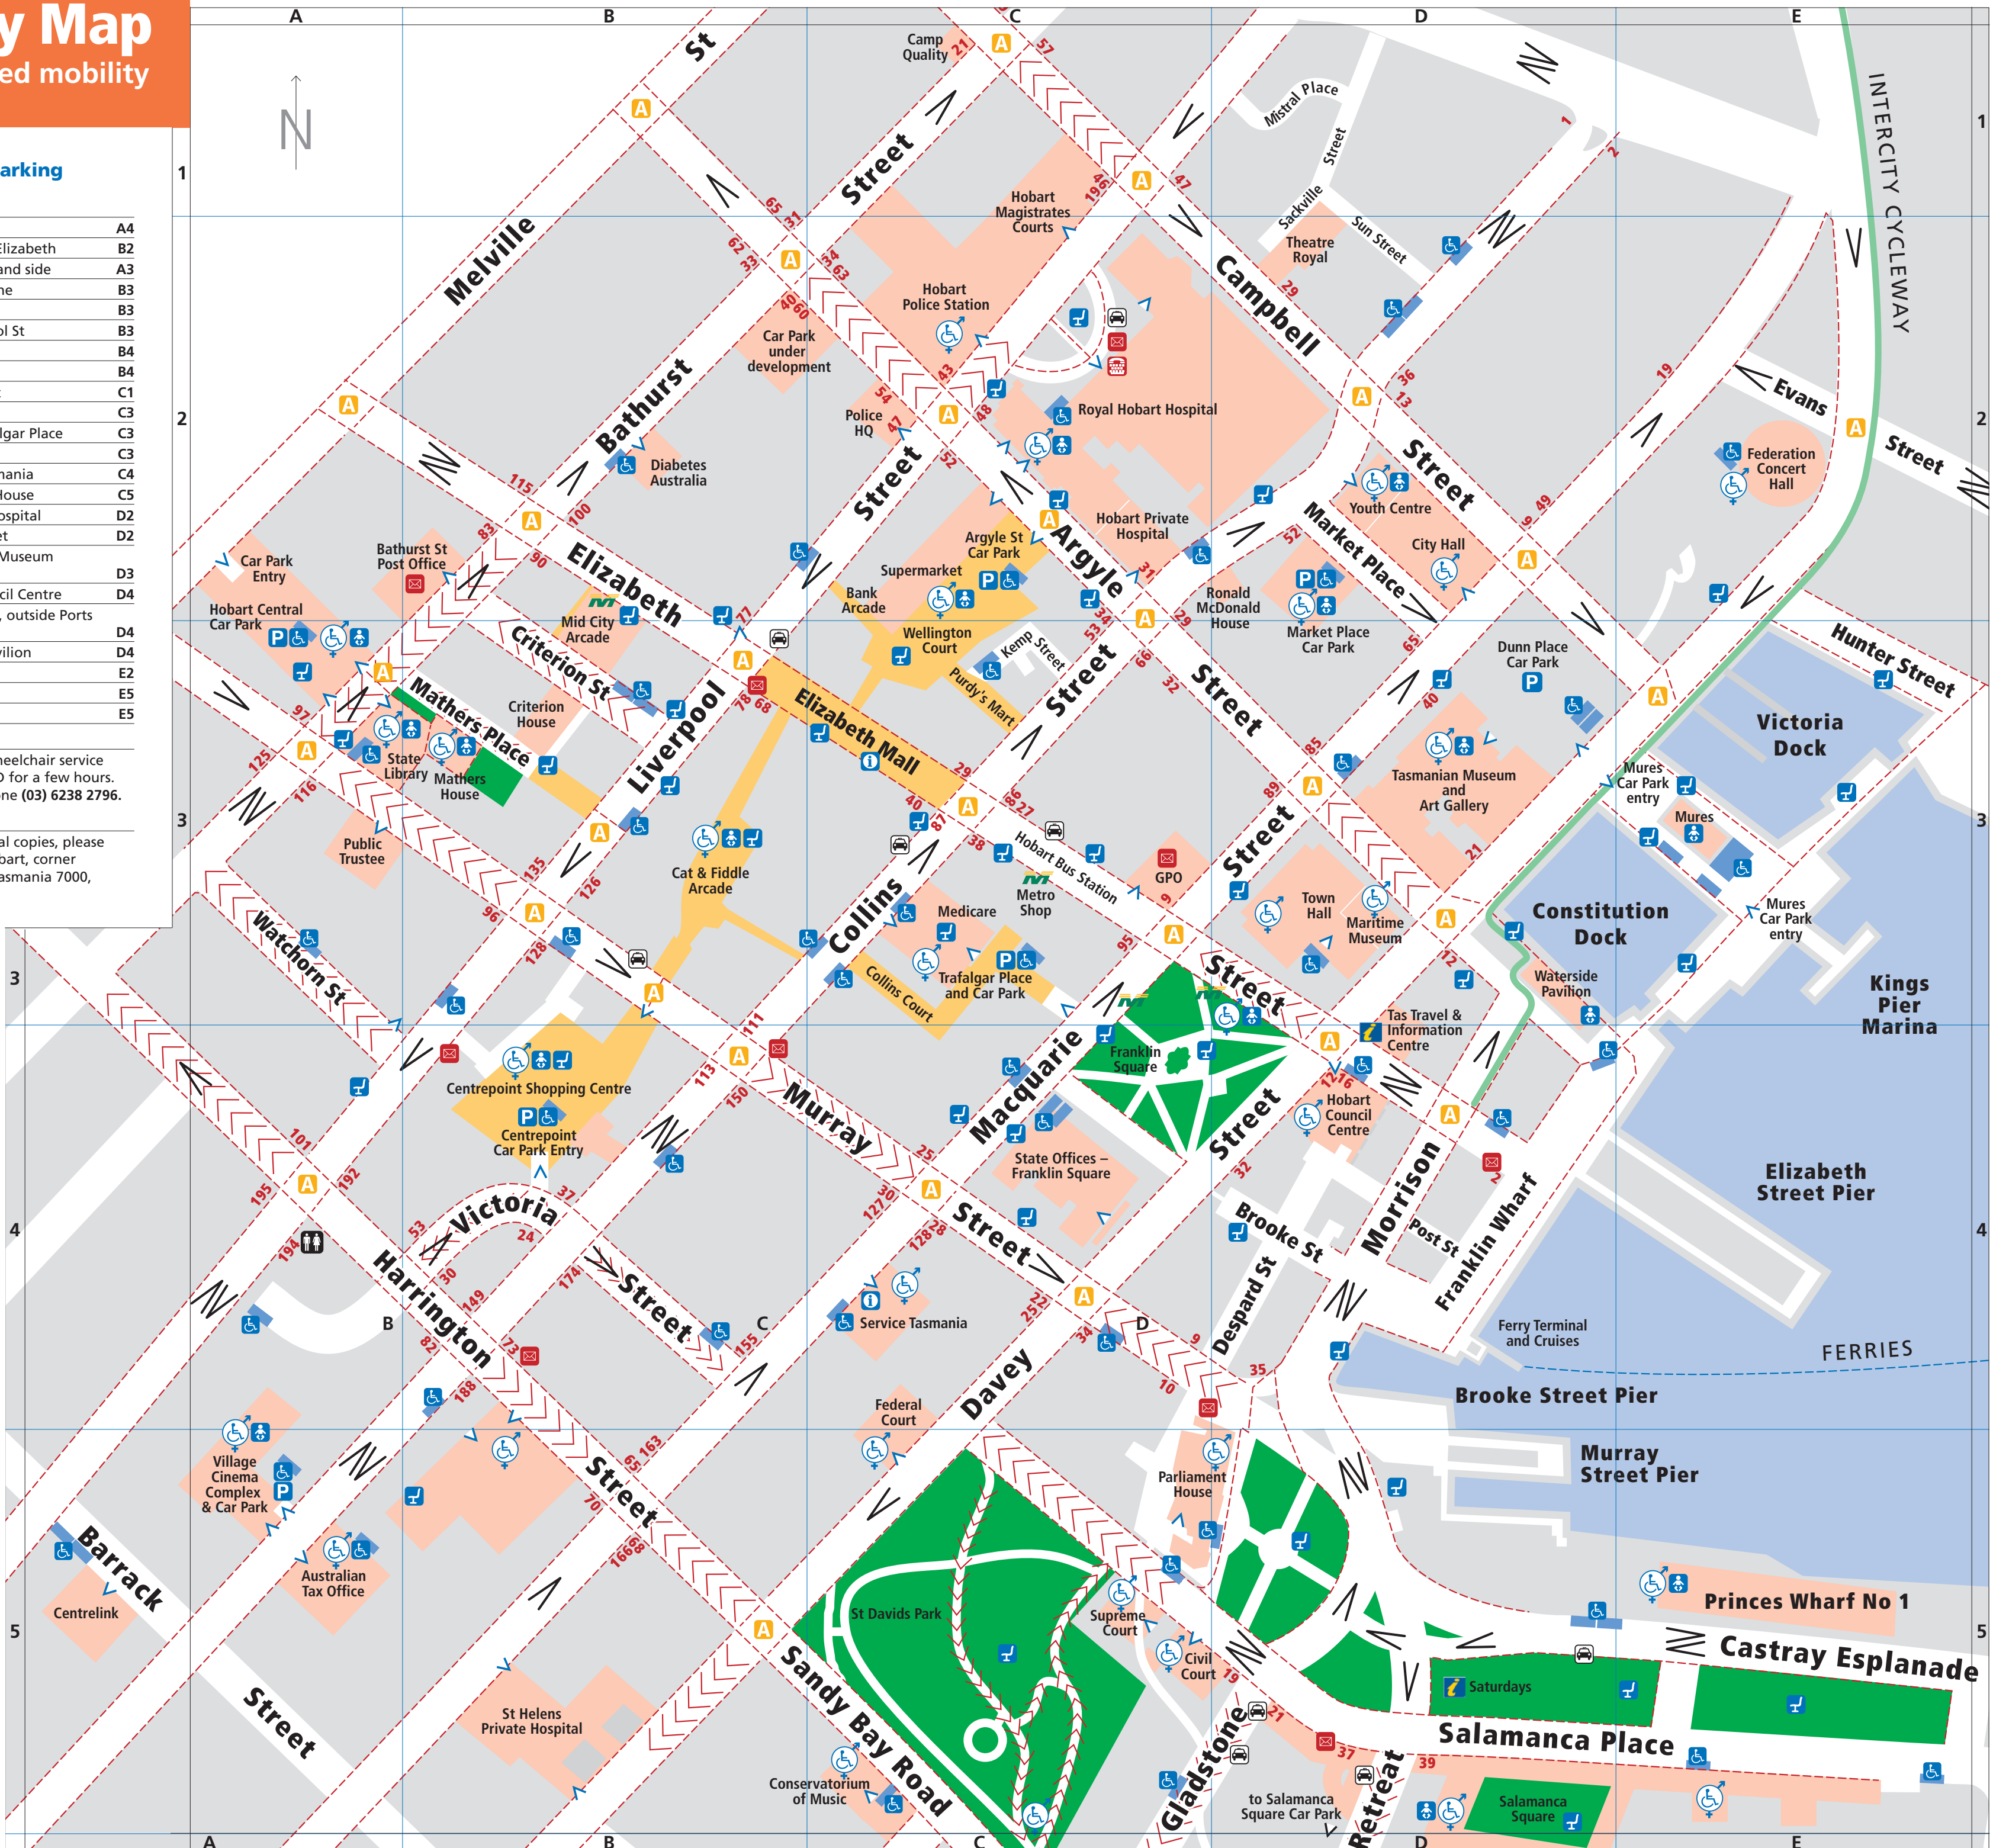 y Map
ed mobility
arking
A4
Elizabeth B2
and side A3
ne B3
B3
ol St B3
B4
B4
C1
C3
lgar Place C3
C3
mania C4
House C5
ospital D2
et D2
Museum
D3
cil Centre D4
, outside Ports
D4
vilion D4
E2
E5
E5
heelchair service
D for a few hours.
one (03) 6238 2796.
al copies, please
bart, corner
asmania 7000,
A
B
C
D
E
N
1
2
3
4
5
Melville
St
Camp
Quality
Mistral Place
Sackville
Street
Sun Street
Theatre
Royal
INTERCITY CYCLEWAY
Bathurst
Street
Hobart
Magistrates
Courts
Hobart
Police Station
Car Park
under
development
Police
HQ
Royal Hobart Hospital
Campbell
Street
Evans
Street
Federation
Concert
Hall
Diabetes
Australia
Hobart Private
Hospital
Youth Centre
City Hall
Market Place
Market Place
Car Park
Ronald
McDonald
House
Argyle St
Car Park
Supermarket
Bank
Arcade
Wellington
Court
Kemp
Street
Purdy's Mart
Argyle
Street
Bathurst St
Post Office
Car Park
Entry
Hobart Central
Car Park
Elizabeth
Mid City
Arcade
Criterion St
Criterion
House
Mathers Place
State
Library
Mathers
House
Public
Trustee
Liverpool
Street
Elizabeth Mall
Cat & Fiddle
Arcade
Collins
Street
Hobart Bus Station
Metro
Shop
GPO
Medicare
Trafalgar Place
and Car Park
Collins Court
Dunn Place
Car Park
Tasmanian Museum
and
Art Gallery
Town
Hall
Maritime
Museum
Hunter Street
Victoria
Dock
Mures
Car Park
entry
Mures
Mures
Car Park
entry
Constitution
Dock
Waterside
Pavilion
Kings
Pier
Marina
Tas Travel &
Information
Centre
Street
Franklin
Square
Hobart
Council
Centre
Macquarie
Street
State Offices –
Franklin Square
Watchorn St
Centrepoint Shopping Centre
Centrepoint
Car Park Entry
Murray
Street
Victoria
Street
Harrington
Street
Service Tasmania
Davey
Street
Brooke St
Despard St
Morrison
Post St
Franklin Wharf
Elizabeth
Street Pier
Ferry Terminal
and Cruises
FERRIES
Brooke Street Pier
Murray
Street Pier
Federal
Court
Parliament
House
Village
Cinema
Complex
& Car Park
Australian
Tax Office
Barrack
Street
Centrelink
St Helens
Private Hospital
St Davids Park
Supreme
Court
Civil
Court
Conservatorium
of Music
Sandy Bay Road
Gladstone
Princes Wharf No 1
Castray Esplanade
Saturdays
Salamanca Place
to Salamanca
Square Car Park
Retreat
Salamanca
Square